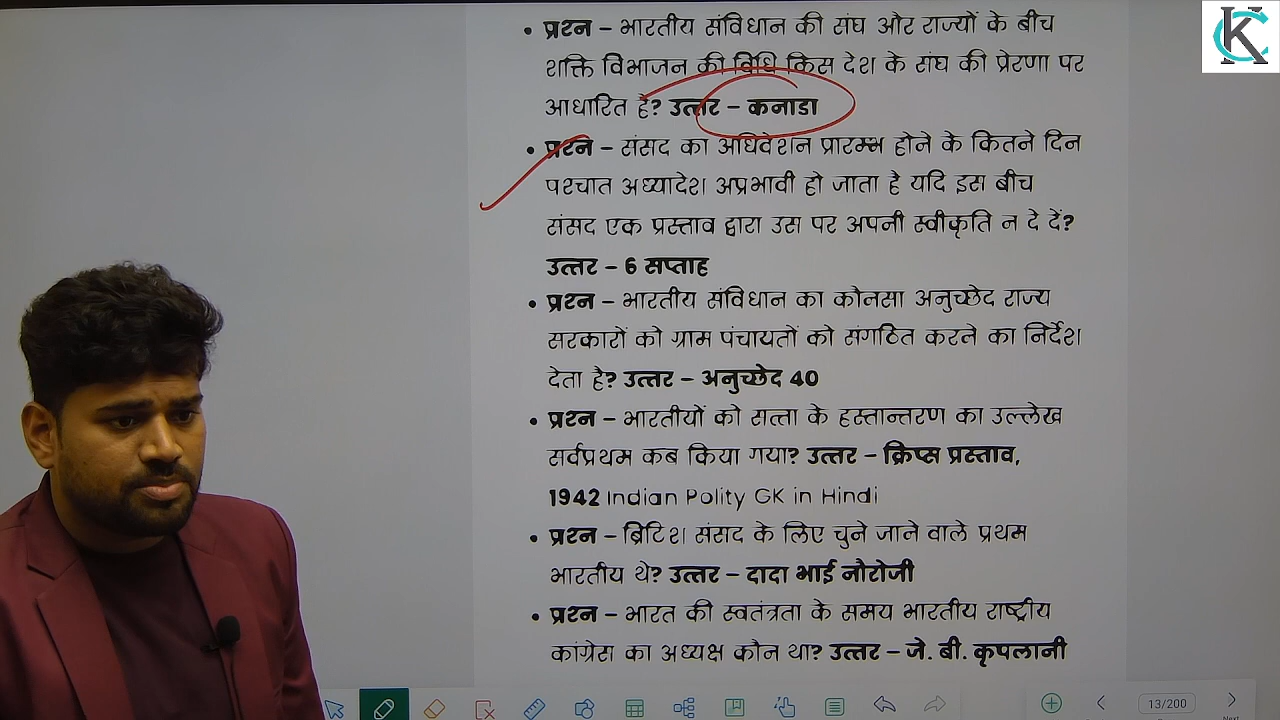 • प्रश्न – भारतीय संविधान की संघ और राज्यों के बीच
शक्ति विभाजन की विधि किस देश के संघ की प्रेरणा पर
आधारित है? उत्तर – कनाडा
• प्रश्न – संसद का अधिवेशन प्रारम्भ होने के कितने दिन
पश्चात अध्यादेश अप्रभावी हो जाता है यदि इस बीच
संसद एक प्रस्ताव द्वारा उस पर अपनी स्वीकृति न दे दें?
उत्तर – 6 सप्ताह
• प्रश्न – भारतीय संविधान का कौनसा अनुच्छेद राज्य
सरकारों को ग्राम पंचायतों को संगठित करते का निर्देश
देता है? उत्तर – अनुच्छेद 40
• प्रश्न – भारतीयों को सत्ता के हस्तान्तरण का उल्लेख
सर्वप्रथम कब किया गया? उत्तर – क्रिप्स प्रस्ताव,
1942 Indian Polity GK in Hindi
• प्रश्न – ब्रिटिश संसद के लिए चुने जाने वाले प्रथम
भारतीय थे? उत्तर – दादा भाई नौरोजी
• प्रश्न – भारत की स्वतंत्रता के समय भारतीय राष्ट्रीय
कांग्रेस का अध्यक्ष कौन था? उत्तर – जे. बी. कृपलानी
KC
13/200
Next